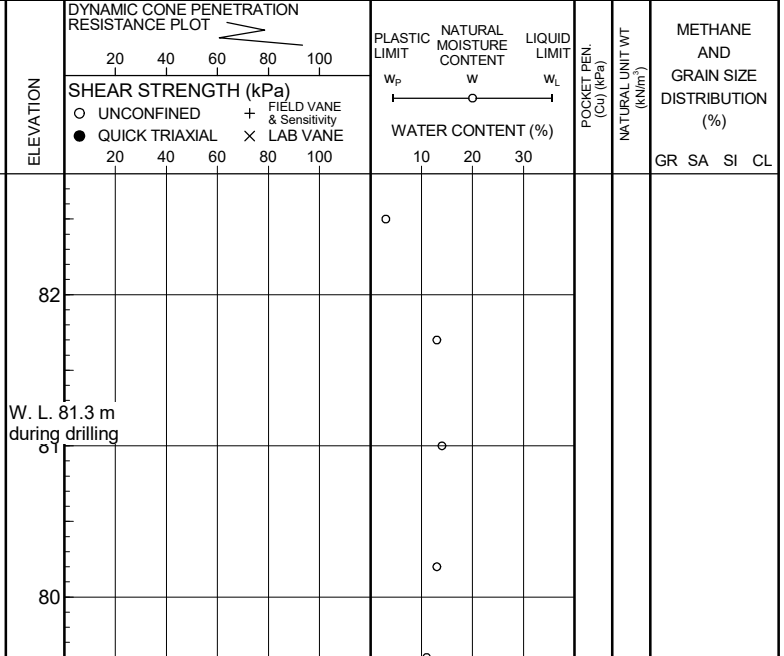 DYNAMIC CONE PENETRATION
RESISTANCE PLOT
20 40 60 80 100
SHEAR STRENGTH (kPa)
UNCONFINED + FIELD VANE
& Sensitivity
QUICK TRIAXIAL × LAB VANE
20 40 60 80 100
ELEVATION
PLASTIC LIMIT
NATURAL MOISTURE CONTENT
LIQUID LIMIT
wP w wL
WATER CONTENT (%)
10 20 30
POCKET PEN.
(Cu) (kPa)
NATURAL UNIT WT
(kN/m³)
METHANE
AND
GRAIN SIZE
DISTRIBUTION
(%)
GR SA SI CL
82
W. L. 81.3 m
during drilling
81
80